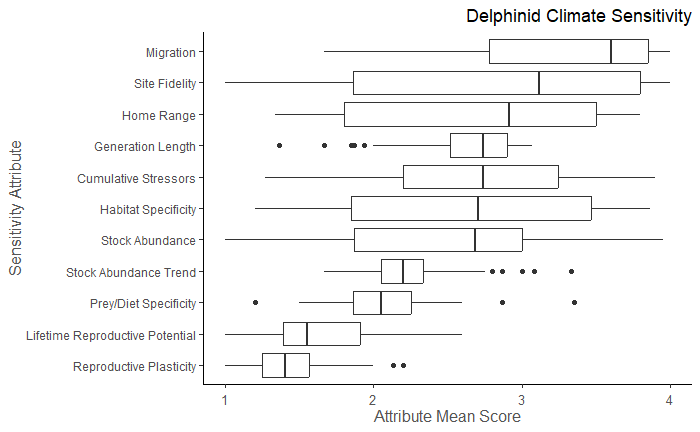 Delphinid Climate Sensitivity
Sensitivity Attribute
Migration
Site Fidelity
Home Range
Generation Length
Cumulative Stressors
Habitat Specificity
Stock Abundance
Stock Abundance Trend
Prey/Diet Specificity
Lifetime Reproductive Potential
Reproductive Plasticity
1 2 3 4
Attribute Mean Score